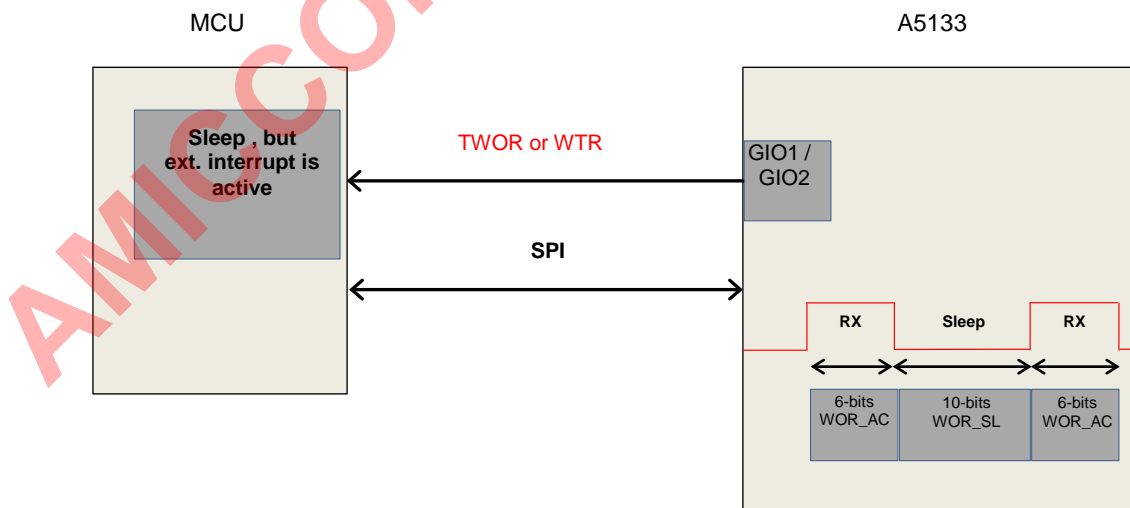 MCU
A5133
AMICCO
Sleep , but
ext. interrupt is
active
TWOR or WTR
GIO1 /
GIO2
SPI
RX
Sleep
RX
6-bits
WOR_AC
10-bits
WOR_SL
6-bits
WOR_AC